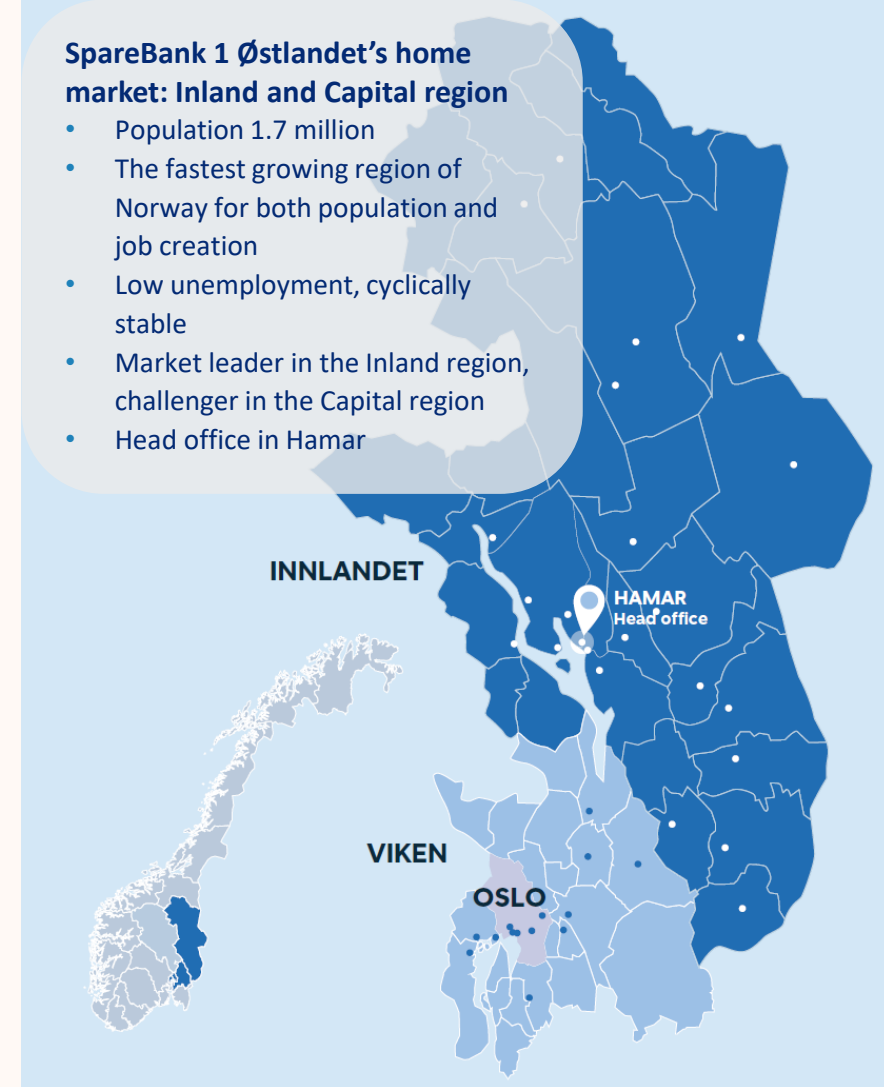 SpareBank 1 Østlandet’s home
market: Inland and Capital region
• Population 1.7 million
• The fastest growing region of
Norway for both population and
job creation
• Low unemployment, cyclically
stable
• Market leader in the Inland region,
challenger in the Capital region
• Head office in Hamar
INNLANDET
HAMAR
Head office
VIKEN
OSLO